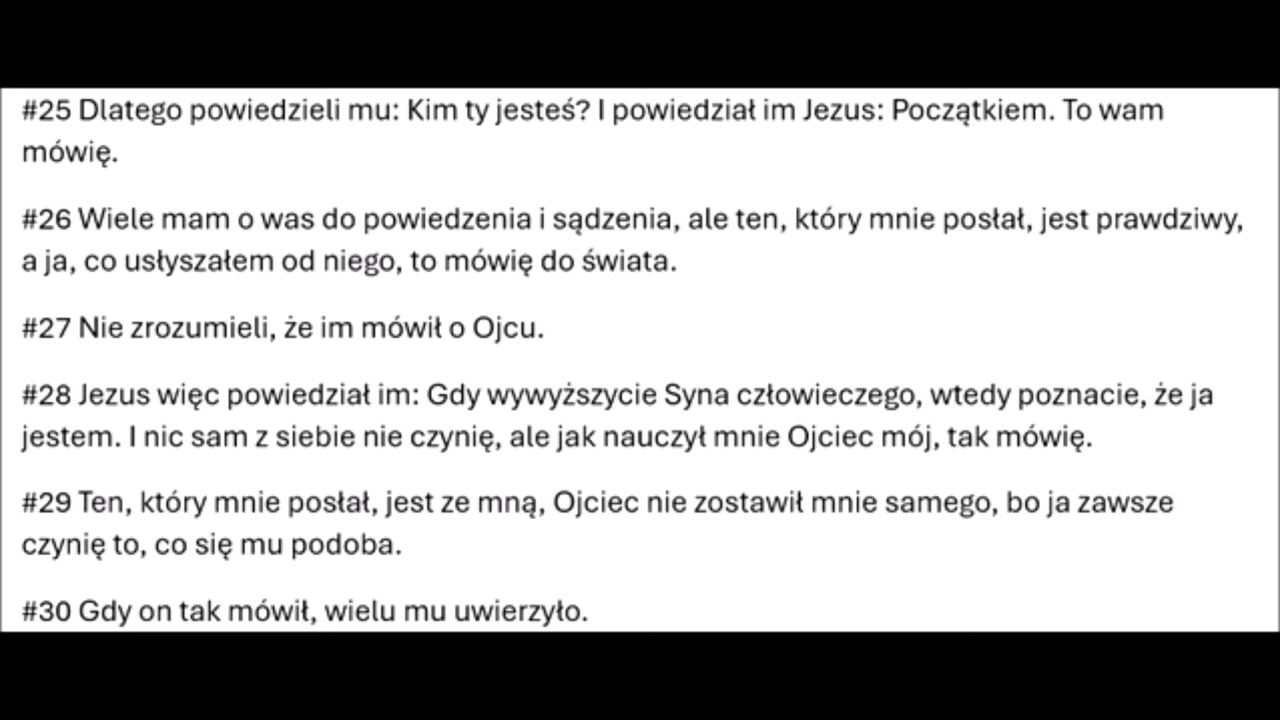 #25 Dlatego powiedzieli mu: Kim ty jesteś? I powiedział im Jezus: Początkiem. To wam
mówię.
#26 Wiele mam o was do powiedzenia i sądzenia, ale ten, który mnie posłał, jest prawdziwy,
a ja, co usłyszałem od niego, to mówię do świata.
#27 Nie zrozumieli, że im mówił o Ojcu.
#28 Jezus więc powiedział im: Gdy wywyższycie Syna człowieczego, wtedy poznacie, że ja
jestem. I nic sam z siebie nie czynię, ale jak nauczył mnie Ojciec mój, tak mówię.
#29 Ten, który mnie posłał, jest ze mną, Ojciec nie zostawił mnie samego, bo ja zawsze
czynię to, co się mu podoba.
#30 Gdy on tak mówił, wielu mu uwierzyło.